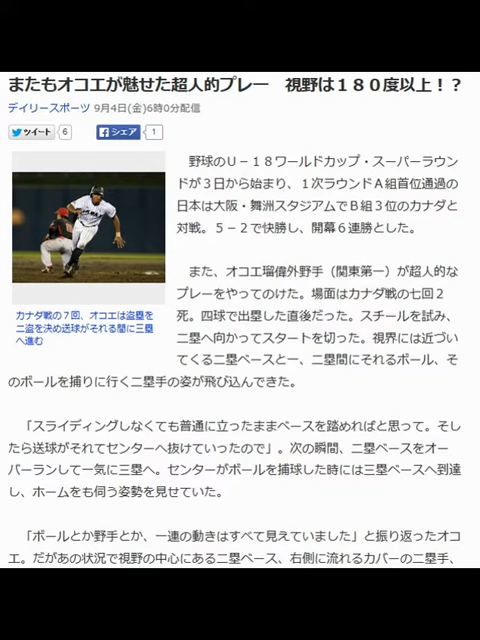 またもオコエが魅せた超人的プレー　視野は１８０度以上！？
デイリースポーツ 9月4日(金)6時0分配信
ツイート 6 シェア 1
野球のＵ－１８ワールドカップ・スーパーラウン
ドが３日から始まり、１次ラウンドＡ組首位通過の
日本は大阪・舞洲スタジアムでＢ組３位のカナダと
対戦。５－２で快勝し、開幕６連勝とした。
カナダ戦の７回、オコエは盗塁を
二盗を決め送球がそれる間に三塁
へ進む
また、オコエ瑠偉外野手（関東第一）が超人的な
プレーをやってのけた。場面はカナダ戦の七回２
死。四球で出塁した直後だった。スチールを試み、
二塁へ向かってスタートを切った。視界には近づい
てくる二塁ベースと一、二塁間にそれるボール、そ
のボールを捕りに行く二塁手の姿が飛び込んできた。
「スライディングしなくても普通に立ったままベースを踏めればと思って。そし
たら送球がそれてセンターへ抜けていったので」。次の瞬間、二塁ベースをオー
バーランして一気に三塁へ。センターがボールを捕球した時には三塁ベースへ到達
し、ホームをも伺う姿勢を見せていた。
「ボールとか野手とか、一連の動きはすべて見えていました」と振り返ったオコ
エ。だがあの状況で視野の中心にある二塁ベース、右側に流れるカバーの二塁手、